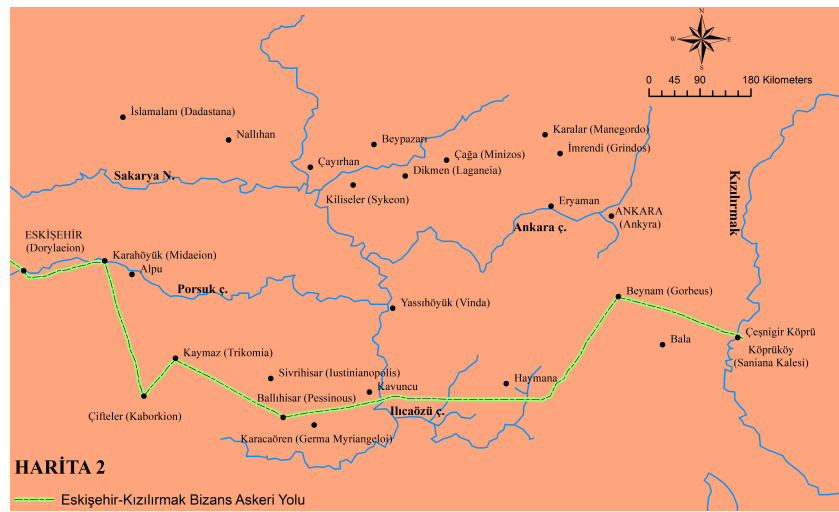 N
W E
S
0 45 90 180 Kilometers
İslamalanı (Dadastana)
Nallıhan
Beypazarı
Karalar (Manegordo)
İmrendi (Grindos)
Çağa (Minizos)
Çayırhan
Dikmen (Laganeia)
Sakarya N.
Kiliseler (Sykeon)
Kızılırmak
Eryaman
ANKARA
(Ankyra)
Ankara ç.
ESKİŞEHİR
(Dorylaeion)
Karahöyük (Midaeion)
Alpu
Porsuk ç.
Yassıhöyük (Vinda)
Beynam (Gorbeus)
Çeşnigir Köprü
Köprüköy
(Saniana Kalesi)
Bala
Kaymaz (Trikomia)
Sivrihisar (Iustinianopolis)
Kavuncu
Haymana
Ballıhisar (Pessinous)
Ilıcaözü ç.
Çifteler (Kaborkion)
Karacaören (Germa Myriangeloi)
HARİTA 2
Eskişehir-Kızılırmak Bizans Askeri Yolu